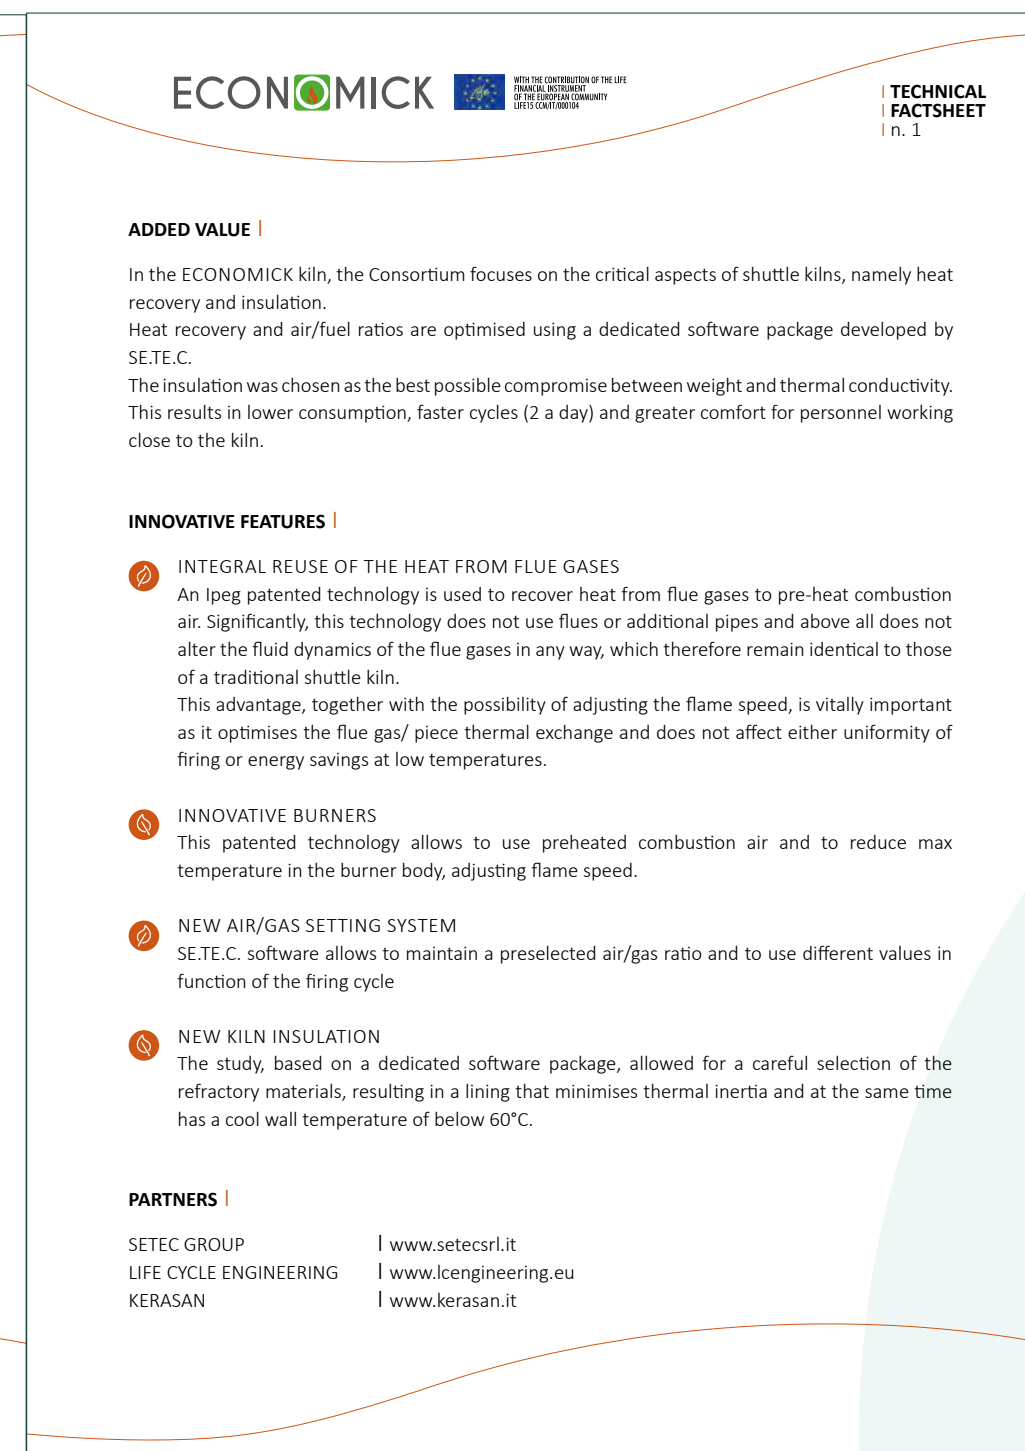 ECONOMICK
WITH THE CONTRIBUTION OF THE LIFE
FINANCIAL INSTRUMENT
OF THE EUROPEAN COMMUNITY
LIFE15 CCM/IT/000104
TECHNICAL
FACTSHEET
n. 1
ADDED VALUE
In the ECONOMICK kiln, the Consortium focuses on the critical aspects of shuttle kilns, namely heat
recovery and insulation.
Heat recovery and air/fuel ratios are optimised using a dedicated software package developed by
SE.TE.C.
The insulation was chosen as the best possible compromise between weight and thermal conductivity.
This results in lower consumption, faster cycles (2 a day) and greater comfort for personnel working
close to the kiln.
INNOVATIVE FEATURES
INTEGRAL REUSE OF THE HEAT FROM FLUE GASES
An Ipeg patented technology is used to recover heat from flue gases to pre-heat combustion
air. Significantly, this technology does not use flues or additional pipes and above all does not
alter the fluid dynamics of the flue gases in any way, which therefore remain identical to those
of a traditional shuttle kiln.
This advantage, together with the possibility of adjusting the flame speed, is vitally important
as it optimises the flue gas/ piece thermal exchange and does not affect either uniformity of
firing or energy savings at low temperatures.
INNOVATIVE BURNERS
This patented technology allows to use preheated combustion air and to reduce max
temperature in the burner body, adjusting flame speed.
NEW AIR/GAS SETTING SYSTEM
SE.TE.C. software allows to maintain a preselected air/gas ratio and to use different values in
function of the firing cycle
NEW KILN INSULATION
The study, based on a dedicated software package, allowed for a careful selection of the
refractory materials, resulting in a lining that minimises thermal inertia and at the same time
has a cool wall temperature of below 60°C.
PARTNERS
SETEC GROUP | www.setecsrl.it
LIFE CYCLE ENGINEERING | www.lcengineering.eu
KERASAN | www.kerasan.it